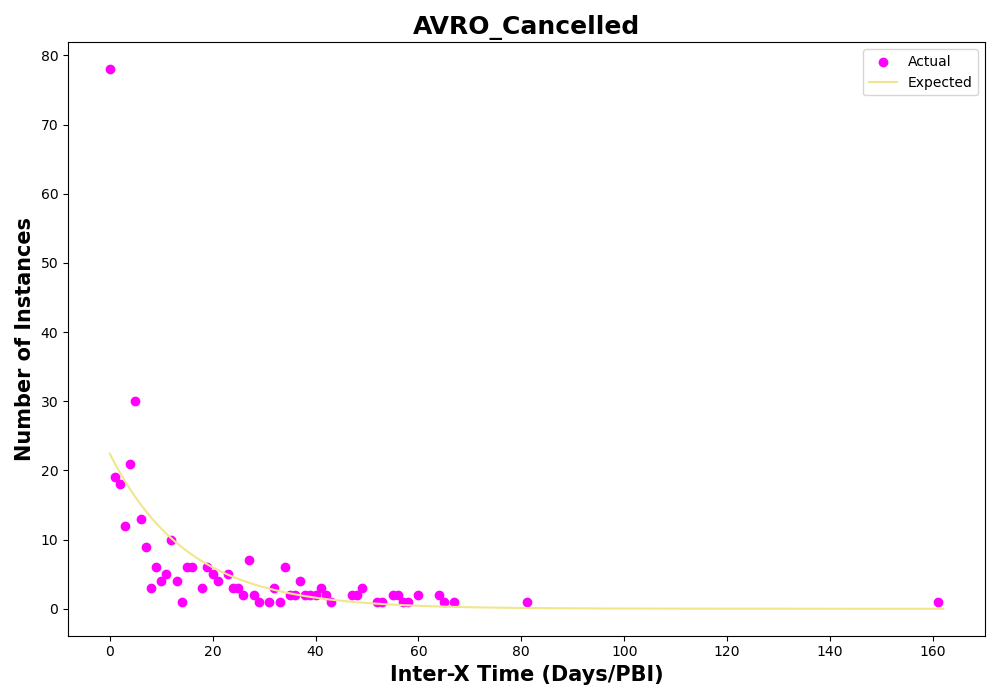 AVRO_Cancelled
Actual
Expected
80
70
60
50
40
30
20
10
0
Number of Instances
0 20 40 60 80 100 120 140 160
Inter-X Time (Days/PBI)